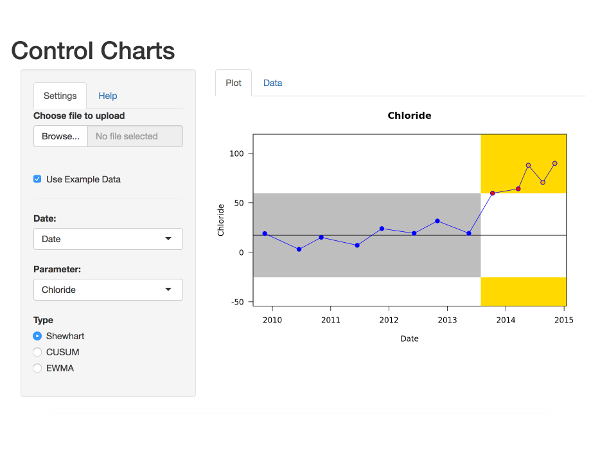 Control Charts
Settings Help
Choose file to upload
Browse... No file selected
Use Example Data
Date:
Date
Parameter:
Chloride
Type
Shewhart
CUSUM
EWMA
Plot Data
Chloride
100
50
0
-50
Chloride
2010 2011 2012 2013 2014 2015
Date